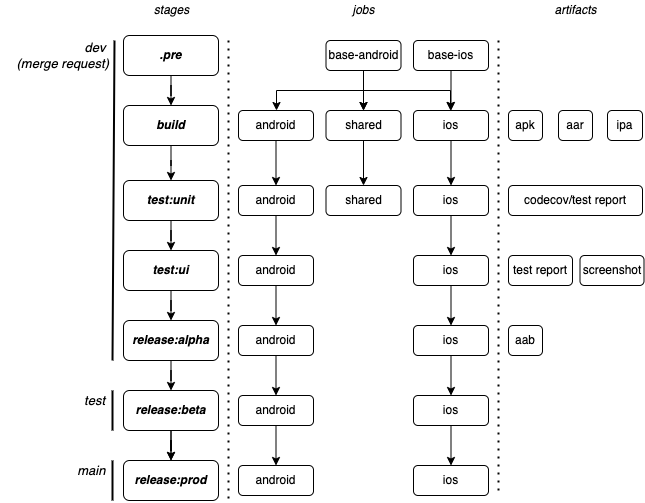 stages
jobs
artifacts
dev
(merge request)
.pre
base-android
base-ios
build
android
shared
ios
apk
aar
ipa
test:unit
android
shared
ios
codecov/test report
test:ui
android
ios
test report
screenshot
release:alpha
android
ios
aab
test
release:beta
android
ios
main
release:prod
android
ios